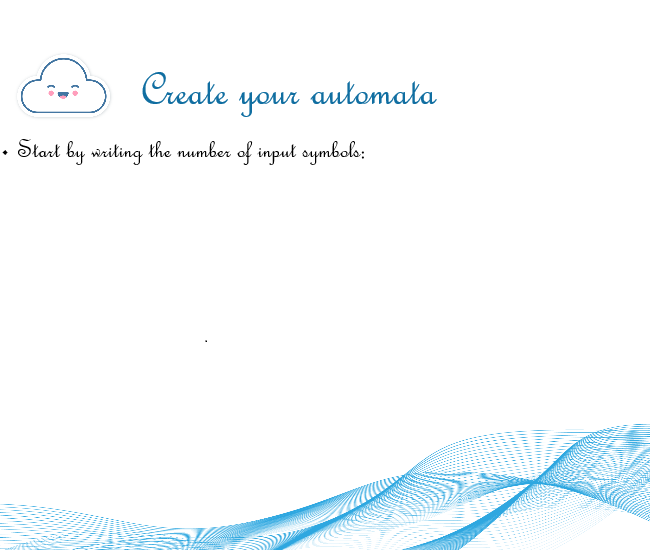 Create your automata
• Start by writing the number of input symbols:
.